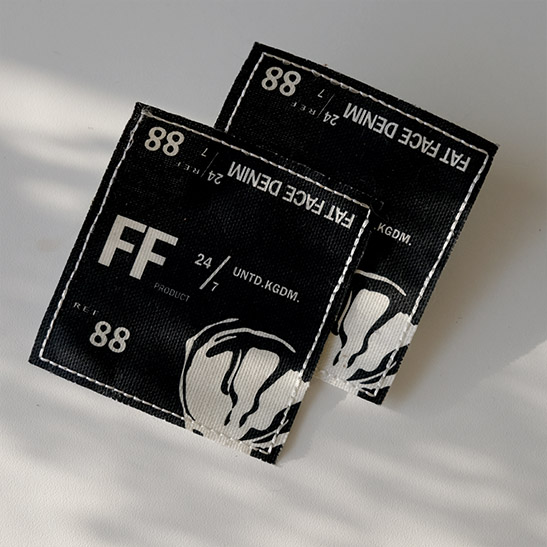 FAT FACE DENIM
24/7
REF
88
FF
24/7
UNTD.KGDM.
PRODUCT
REF
88
FAT FACE DENIM
24/7
REF
88
KGDM.